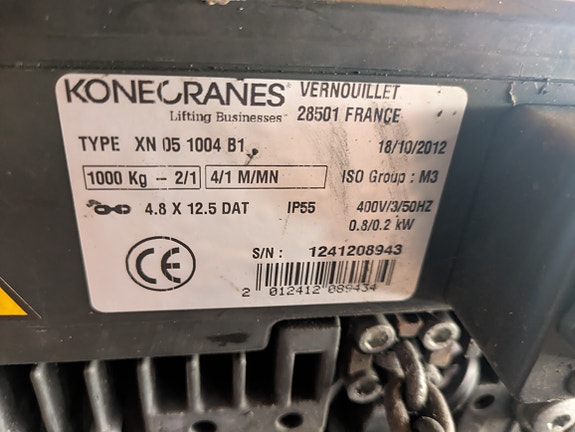 KONECRANES VERNOUILLET
Lifting Businesses™ 28501 FRANCE
TYPE XN 05 1004 B1 18/10/2012
1000 Kg - 2/1 4/1 M/MN ISO Group : M3
4.8 X 12.5 DAT IP55 400V/3/50HZ
0.8/0.2 kW
S/N : 1241208943
CE
2 012412 089434